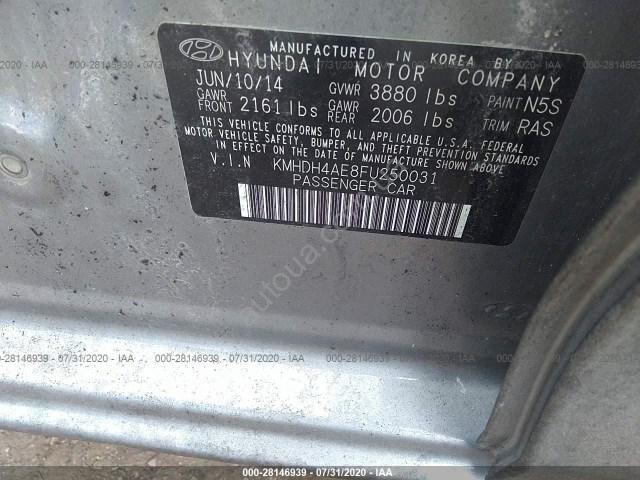 MANUFACTURED IN KOREA BY
HYUNDAI MOTOR COMPANY
JUN/10/14 GVWR 3880 lbs PAINT N5S
GAWR FRONT 2161 lbs GAWR REAR 2006 lbs TRIM RAS
THIS VEHICLE CONFORMS TO ALL APPLICABLE U.S.A. FEDERAL
MOTOR VEHICLE SAFETY, BUMPER, AND THEFT PREVENTION
STANDARDS IN EFFECT ON THE DATE OF MANUFACTURE SHOWN ABOVE
V.I.N KMHDH4AE8FU250031
PASSENGER CAR
autoua.com
000-28146939 - 07/31/2020 - IAA